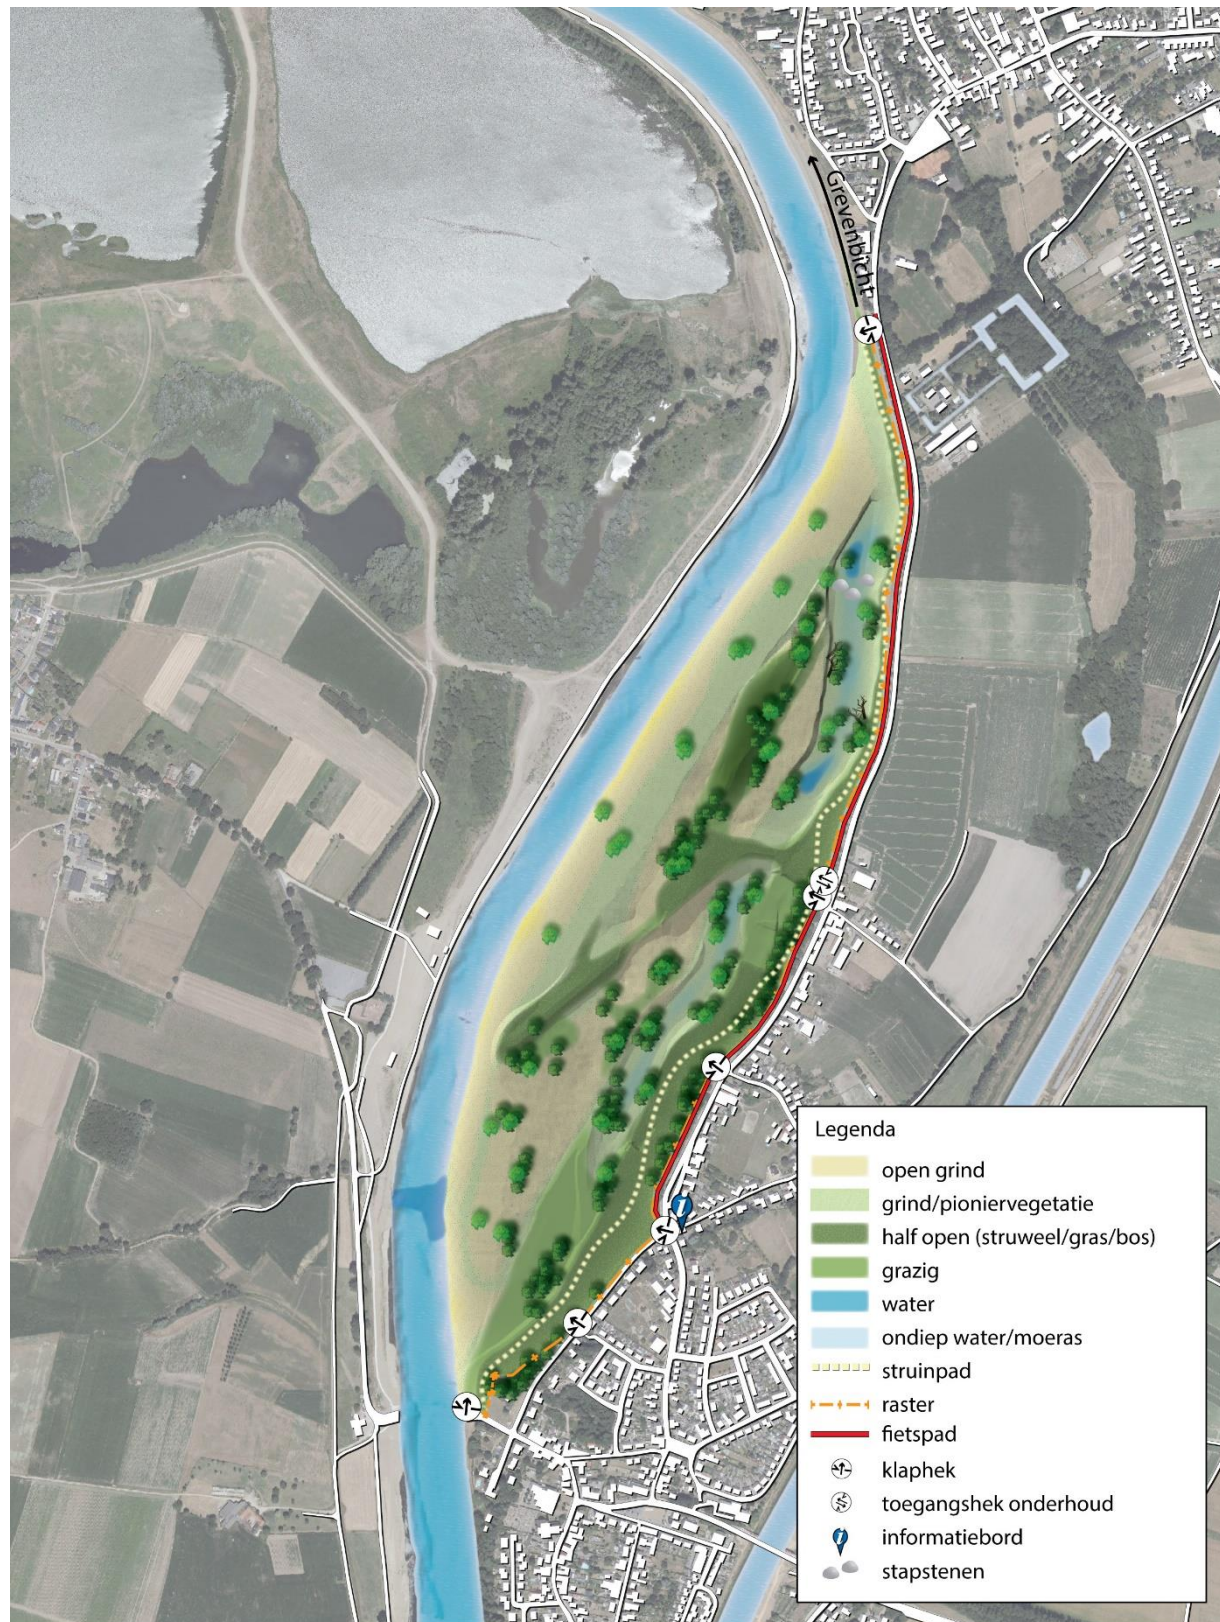 Grevenbicht
Legenda
open grind
grind/pioniervegetatie
half open (struweel/gras/bos)
grazig
water
ondiep water/moeras
struinpad
raster
fietspad
klaphek
toegangshek onderhoud
informatiebord
stapstenen